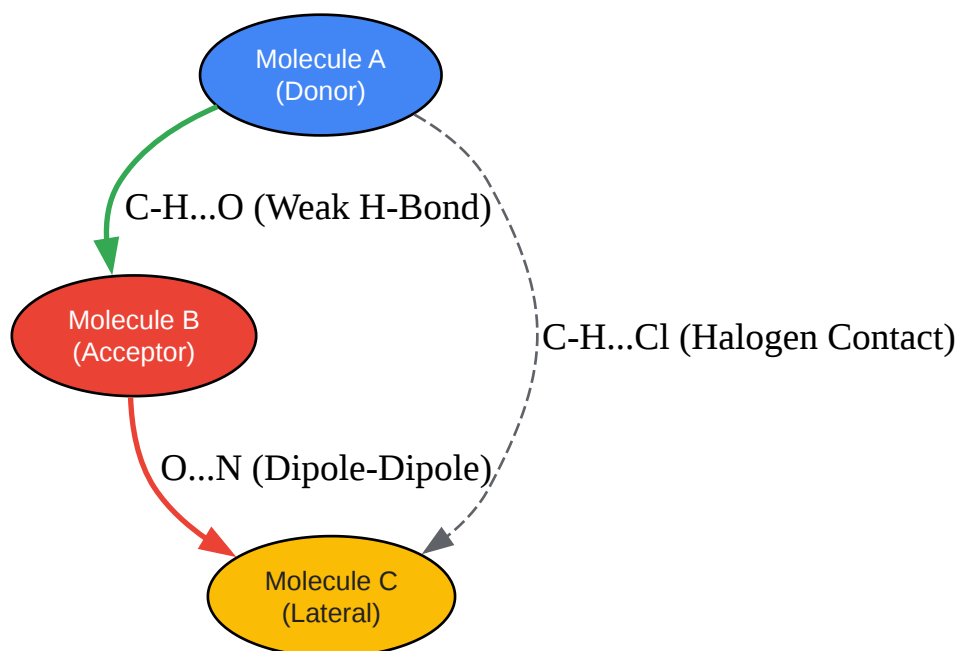 Molecule A
(Donor)
C-H...O (Weak H-Bond)
Molecule B
(Acceptor)
C-H...Cl (Halogen Contact)
O...N (Dipole-Dipole)
Molecule C
(Lateral)